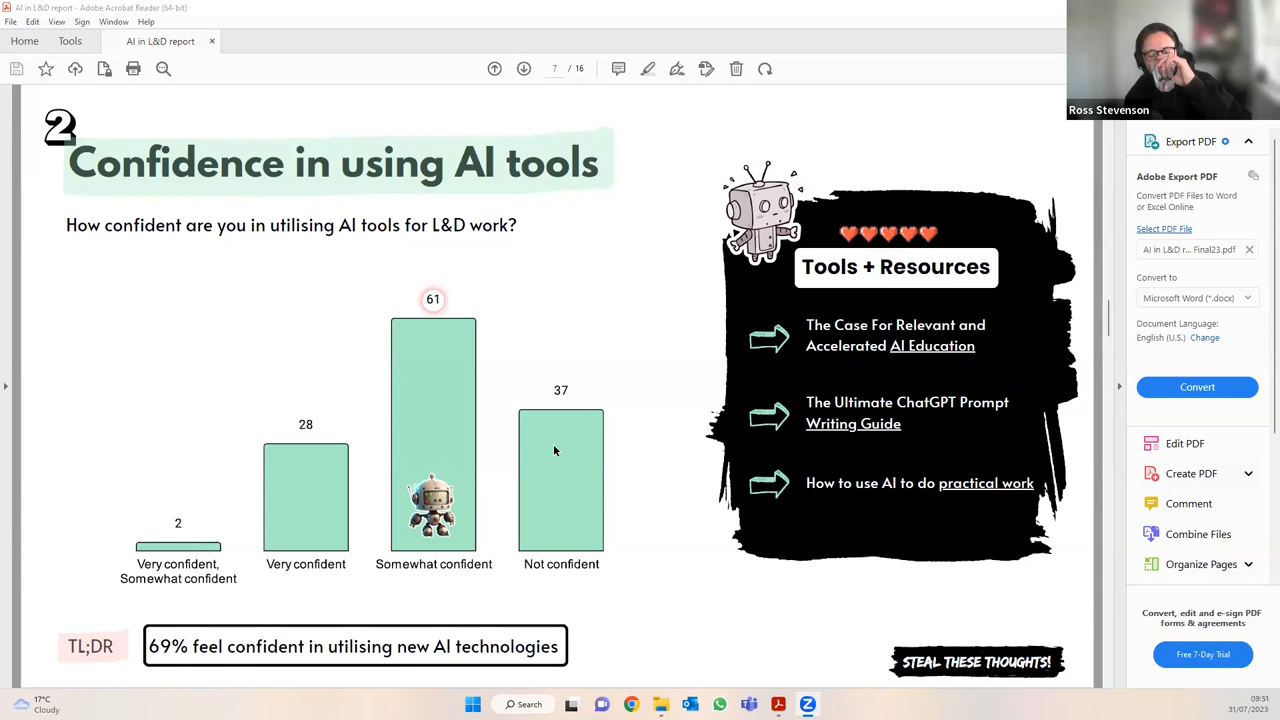 AI in L&D report - Adobe Acrobat Reader (64-bit)
File Edit View Sign Window Help
Home Tools AI in L&D report ×
7 / 16
Ross Stevenson
2
Confidence in using AI tools
How confident are you in utilising AI tools for L&D work?
2
28
61
37
Very confident,
Somewhat confident
Very confident
Somewhat confident
Not confident
TL;DR
69% feel confident in utilising new AI technologies
Tools + Resources
The Case For Relevant and
Accelerated AI Education
The Ultimate ChatGPT Prompt
Writing Guide
How to use AI to do practical work
STEAL THESE THOUGHTS!
Export PDF
Adobe Export PDF
Convert PDF Files to Word
or Excel Online
Select PDF File
AI in L&D r... Final23.pdf
Convert to
Microsoft Word (*.docx)
Document Language:
English (U.S.) Change
Convert
Edit PDF
Create PDF
Comment
Combine Files
Organize Pages
Convert, edit and e-sign PDF
forms & agreements
Free 7-Day Trial
17°C
Cloudy
Search
09:51
31/07/2023